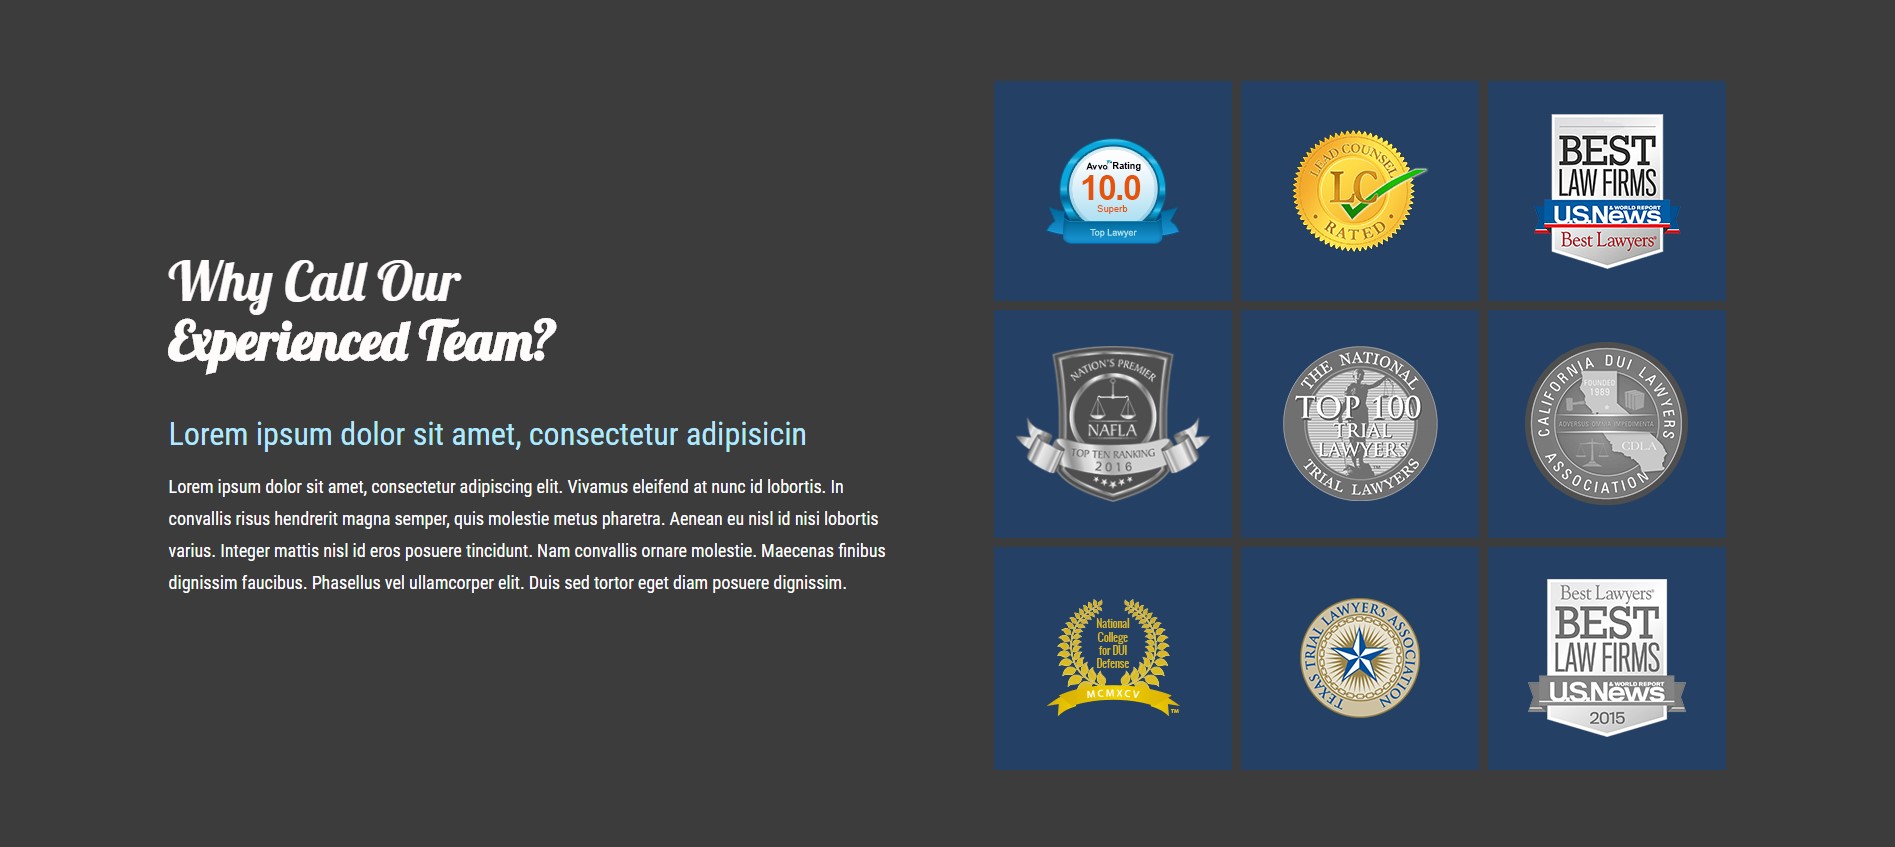 Why Call Our
Experienced Team?
Lorem ipsum dolor sit amet, consectetur adipisicin
Lorem ipsum dolor sit amet, consectetur adipiscing elit. Vivamus eleifend at nunc id lobortis. In
convallis risus hendrerit magna semper, quis molestie metus pharetra. Aenean eu nisl id nisi lobortis
varius. Integer mattis nisl id eros posuere tincidunt. Nam convallis ornare molestie. Maecenas finibus
dignissim faucibus. Phasellus vel ullamcorper elit. Duis sed tortor eget diam posuere dignissim.
Avvo Rating
10.0
Superb
Top Lawyer
LEAD COUNSEL
LC
RATED
BEST
LAW FIRMS
U.S.News
& WORLD REPORT
Best Lawyers®
NATION'S PREMIER
NAFLA
TOP TEN RANKING
2016
THE NATIONAL
TOP 100
TRIAL
LAWYERS
TRIAL LAWYERS
CALIFORNIA DUI LAWYERS
FOUNDED
1989
ADVERSUS OMNIA IMPEDIMENTA
CDLA
ASSOCIATION
National
College
for DUI
Defense
MCMXCV
™
TEXAS TRIAL LAWYERS ASSOCIATION
Best Lawyers®
BEST
LAW FIRMS
U.S.News
& WORLD REPORT
2015